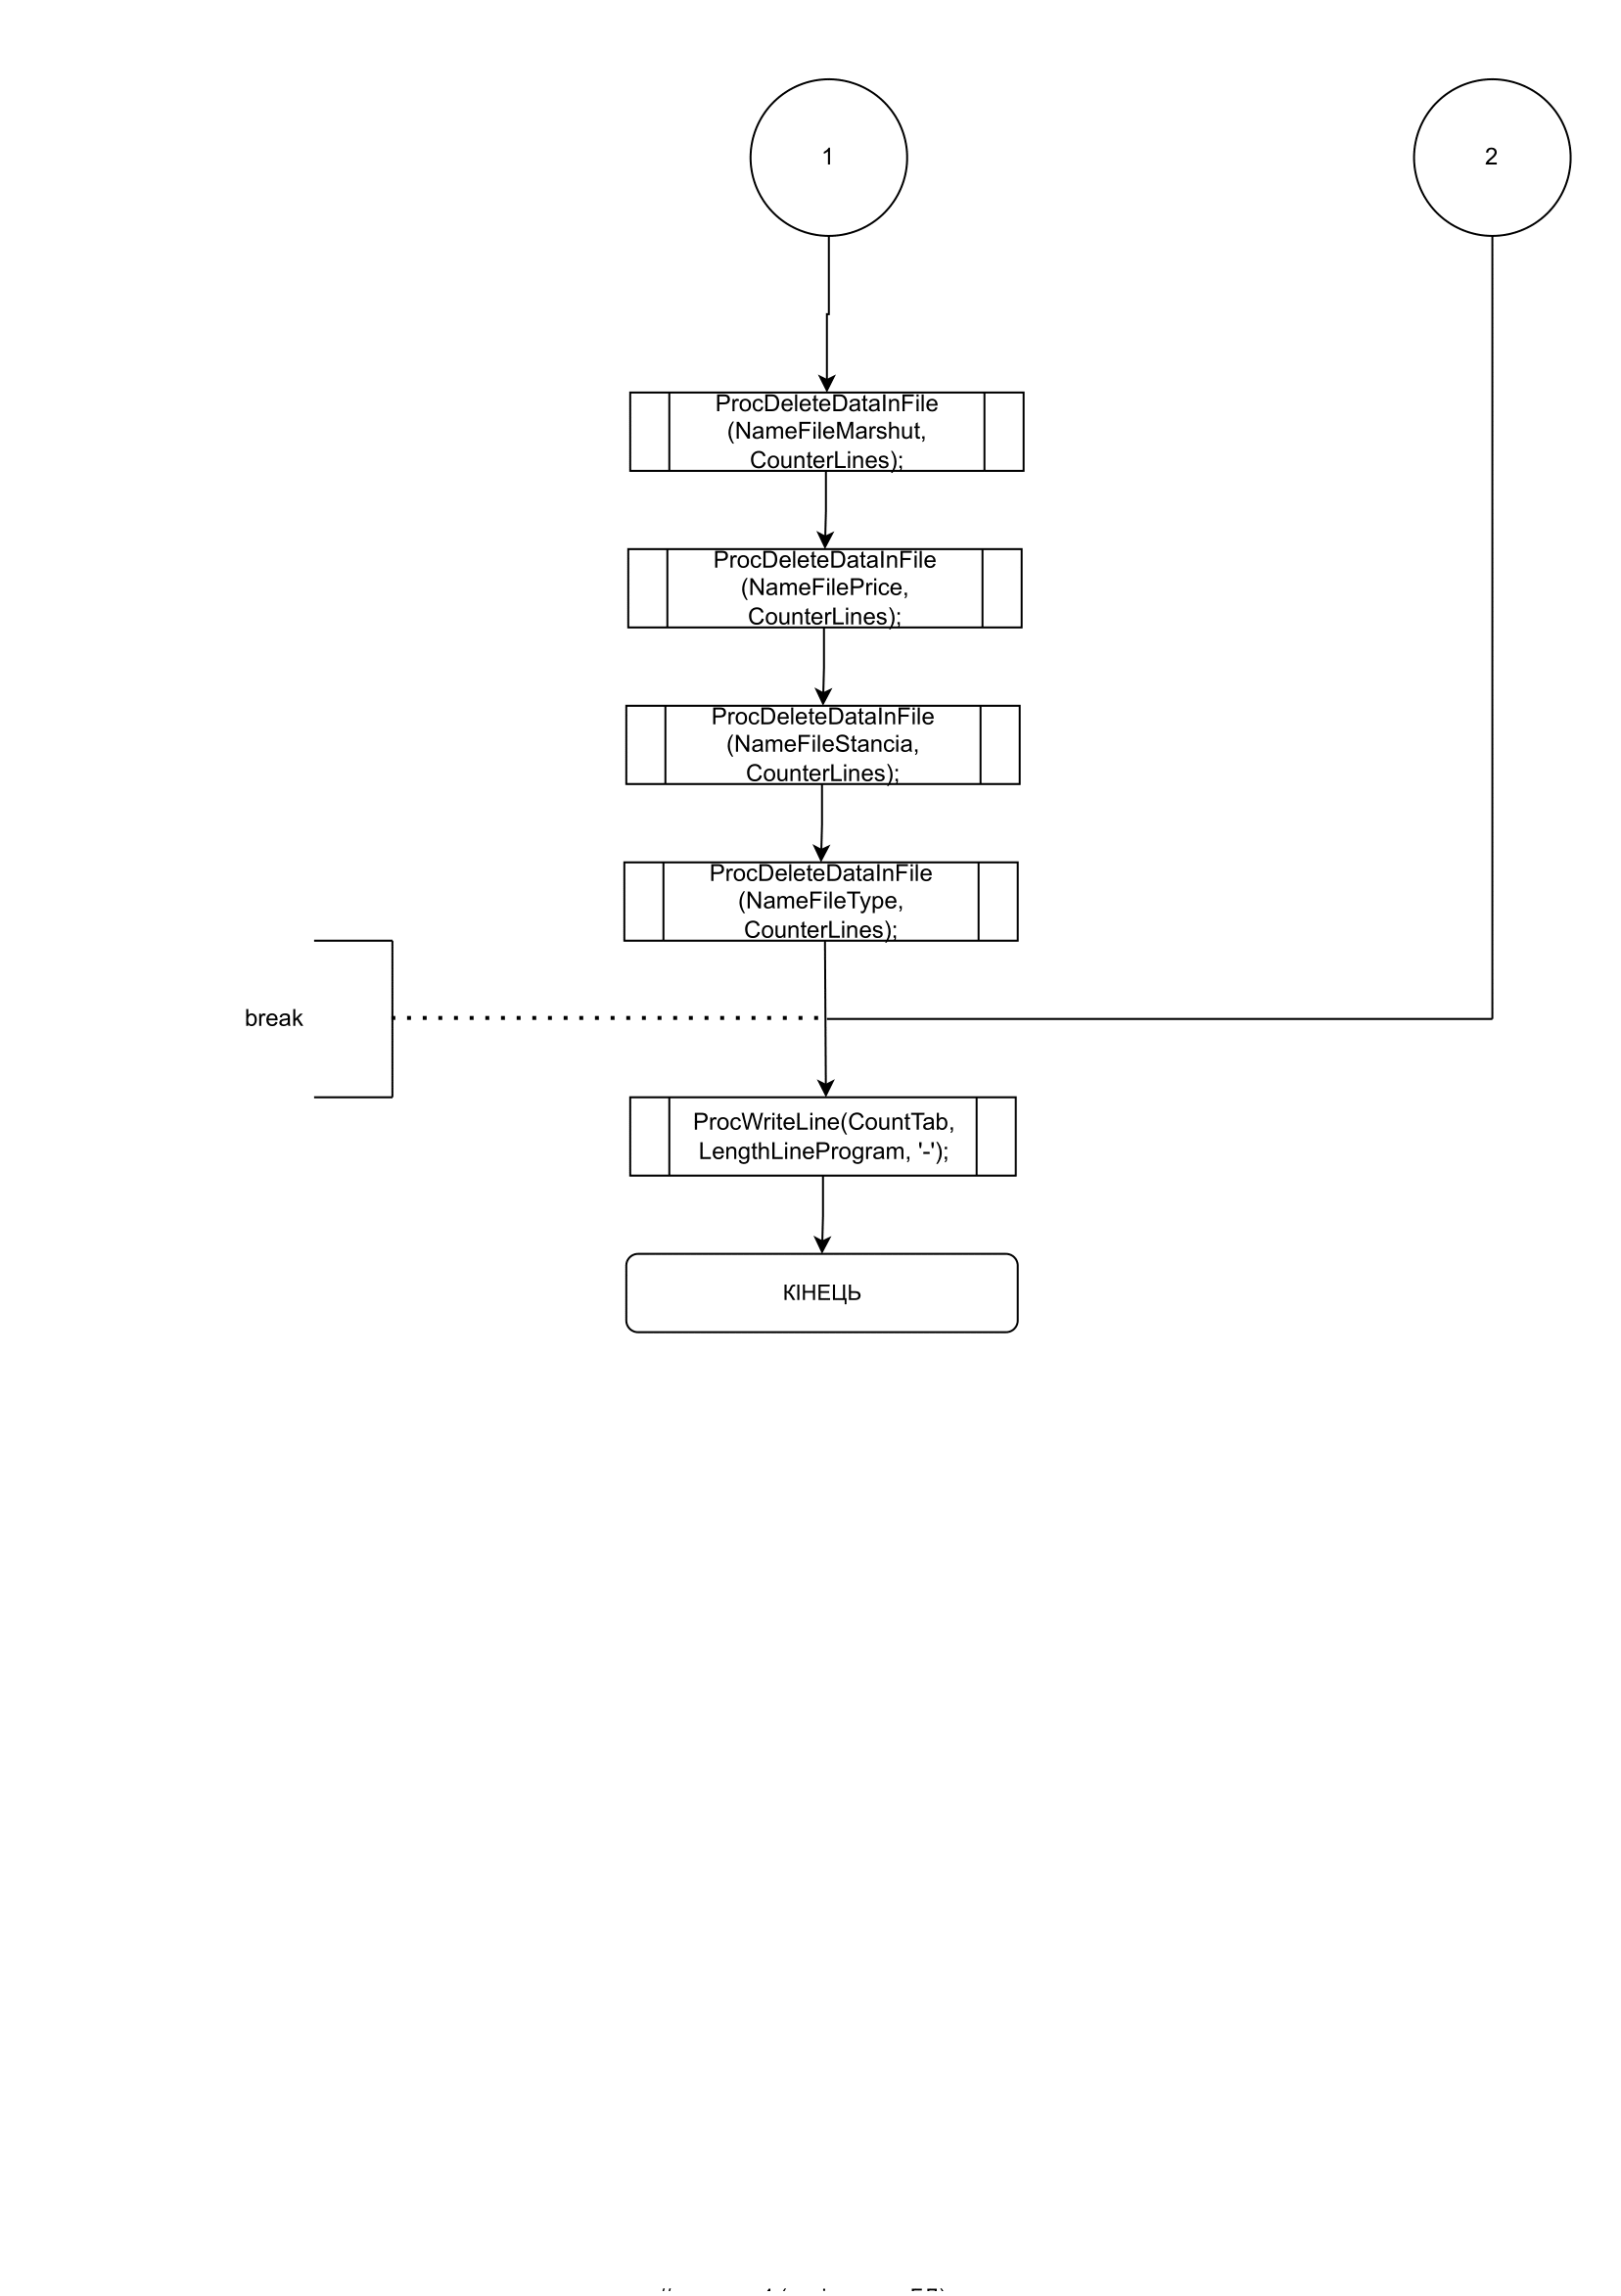 1
2
ProcDeleteDataInFile
(NameFileMarshut,
CounterLines);
ProcDeleteDataInFile
(NameFilePrice,
CounterLines);
ProcDeleteDataInFile
(NameFileStancia,
CounterLines);
ProcDeleteDataInFile
(NameFileType,
CounterLines);
break
ProcWriteLine(CountTab,
LengthLineProgram, '-');
КІНЕЦЬ